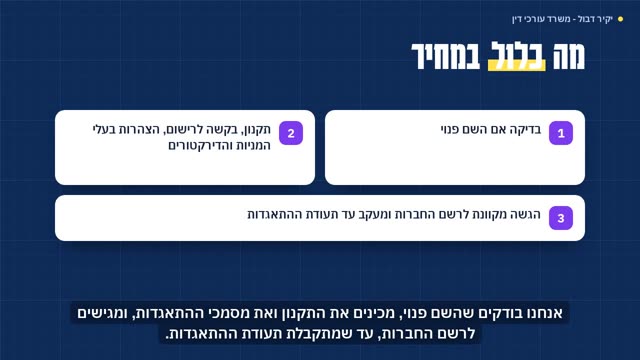 יקיר דבול - משרד עורכי דין
מה כלול במחיר
1 בדיקה אם השם פנוי
2 תקנון, בקשה לרישום, הצהרות בעלי
המניות והדירקטורים
3 הגשה מקוונת לרשם החברות ומעקב עד תעודת ההתאגדות
אנחנו בודקים שהשם פנוי, מכינים את התקנון ואת מסמכי ההתאגדות, ומגישים
לרשם החברות, עד שמתקבלת תעודת ההתאגדות.